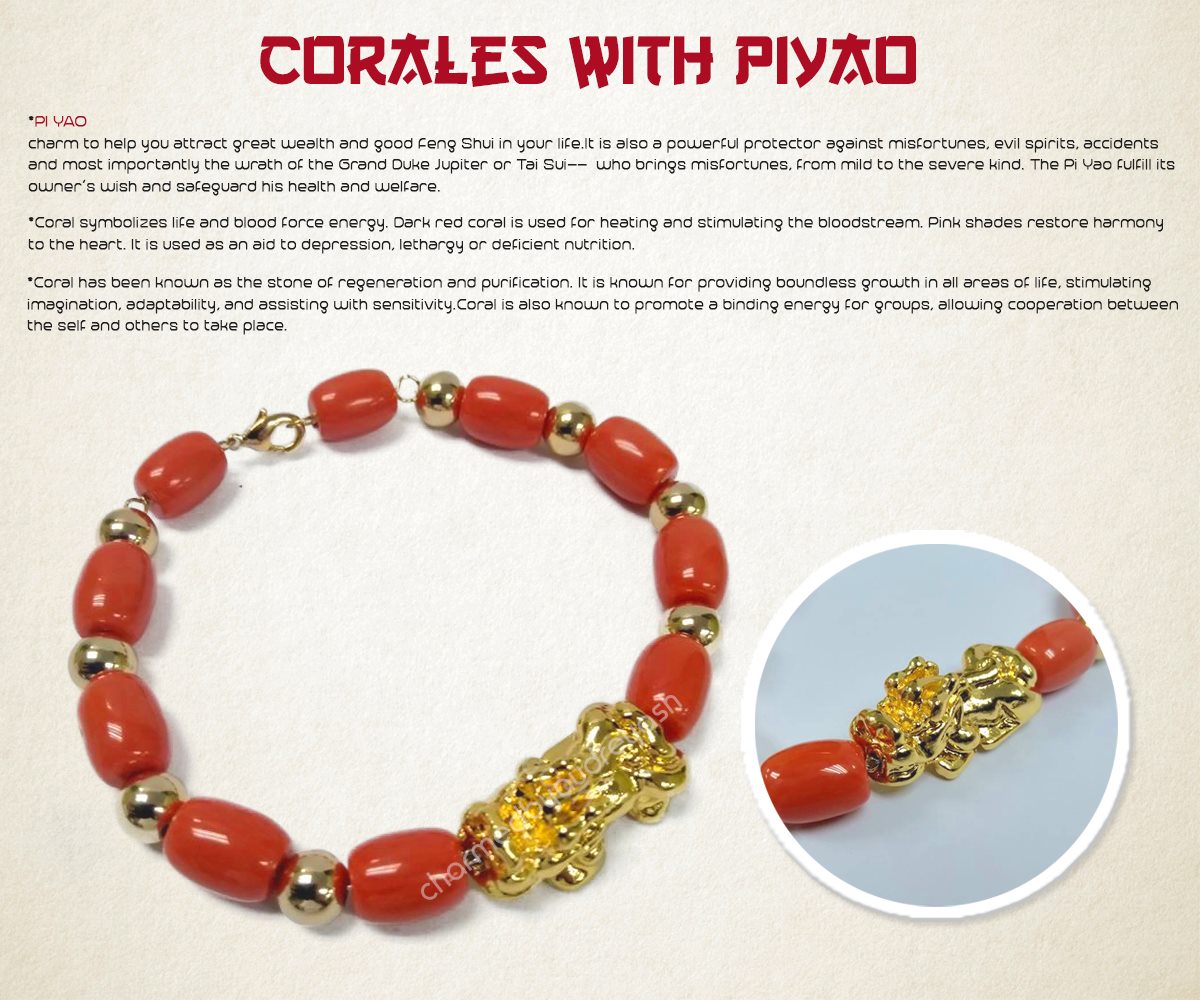 CORALES WITH PIYAO
*PI YAO
charm to help you attract great wealth and good Feng Shui in your life.It is also a powerful protector against misfortunes, evil spirits, accidents
and most importantly the wrath of the Grand Duke Jupiter or Tai Sui-- who brings misfortunes, from mild to the severe kind. The Pi Yao fulfill its
owner's wish and safeguard his health and welfare.
*Coral symbolizes life and blood force energy. Dark red coral is used for heating and stimulating the bloodstream. Pink shades restore harmony
to the heart. It is used as an aid to depression, lethargy or deficient nutrition.
*Coral has been known as the stone of regeneration and purification. It is known for providing boundless growth in all areas of life, stimulating
imagination, adaptability, and assisting with sensitivity.Coral is also known to promote a binding energy for groups, allowing cooperation between
the self and others to take place.